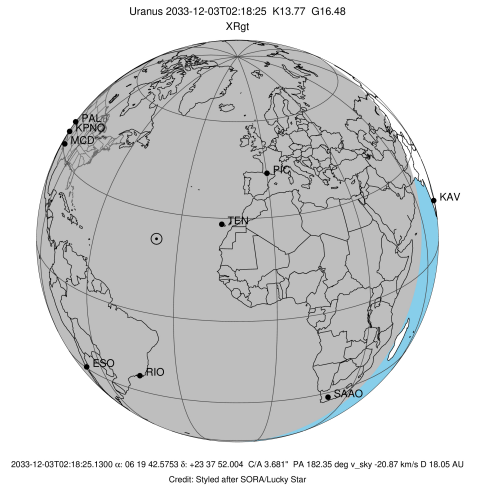 Uranus 2033-12-03T02:18:25 K13.77 G16.48
XRgt
PAL
KPNO
MCD
PIC
KAV
TEN
ESO
RIO
SAAO
2033-12-03T02:18:25.1300 α: 06 19 42.5753 δ: +23 37 52.004 C/A 3.681" PA 182.35 deg v_sky -20.87 km/s D 18.05 AU
Credit: Styled after SORA/Lucky Star